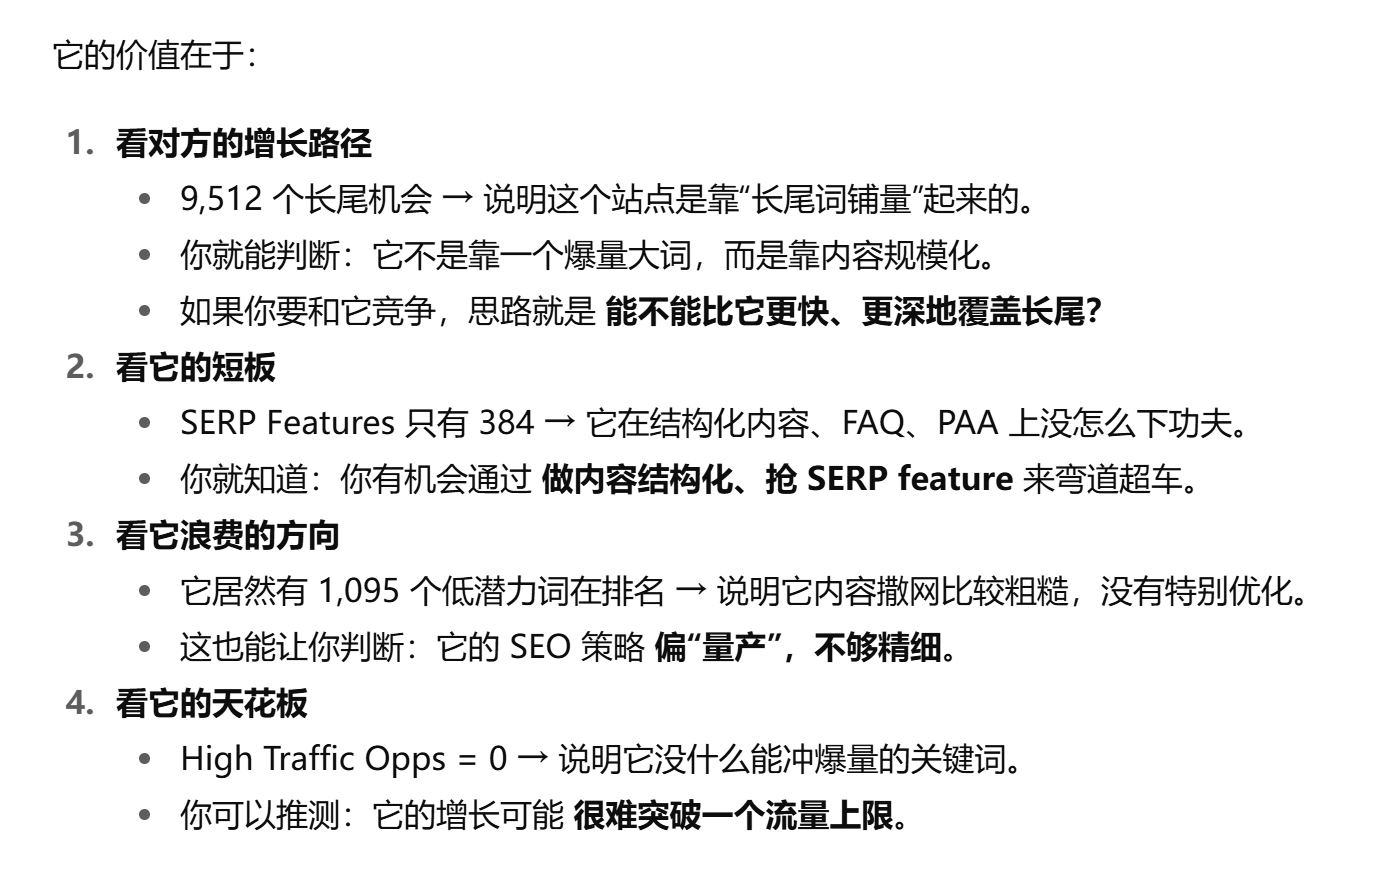 它的价值在于：
1. 看对方的增长路径
• 9,512 个长尾机会 → 说明这个站点是靠“长尾词铺量”起来的。
• 你就能判断：它不是靠一个爆量大词，而是靠内容规模化。
• 如果你要和它竞争，思路就是 能不能比它更快、更深地覆盖长尾？
2. 看它的短板
• SERP Features 只有 384 → 它在结构化内容、FAQ、PAA 上没怎么下功夫。
• 你就知道：你有机会通过 做内容结构化、抢 SERP feature 来弯道超车。
3. 看它浪费的方向
• 它居然有 1,095 个低潜力词在排名 → 说明它内容撒网比较粗糙，没有特别优化。
• 这也能让你判断：它的 SEO 策略 偏“量产”，不够精细。
4. 看它的天花板
• High Traffic Opps = 0 → 说明它没什么能冲爆量的关键词。
• 你可以推测：它的增长可能 很难突破一个流量上限。